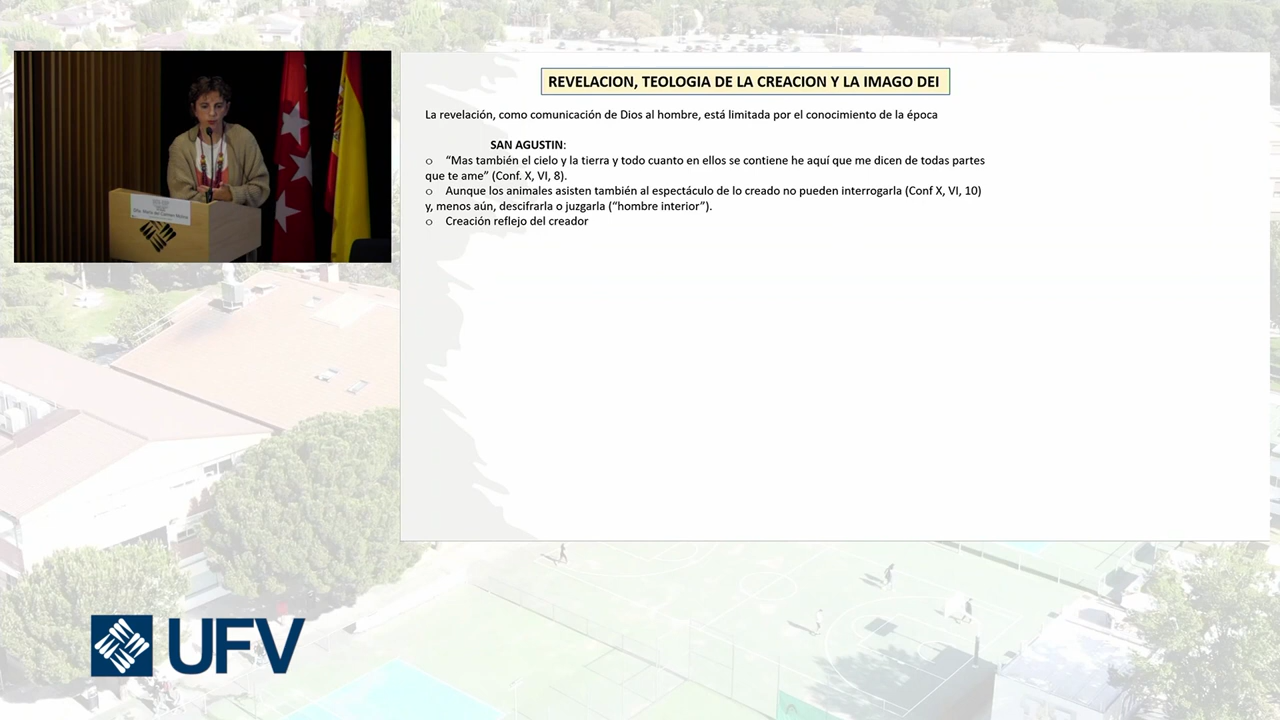 REVELACION, TEOLOGIA DE LA CREACION Y LA IMAGO DEI
La revelación, como comunicación de Dios al hombre, está limitada por el conocimiento de la época
SAN AGUSTIN:
o “Mas también el cielo y la tierra y todo cuanto en ellos se contiene he aquí que me dicen de todas partes
que te ame” (Conf. X, VI, 8).
o Aunque los animales asisten también al espectáculo de lo creado no pueden interrogarla (Conf X, VI, 10)
y, menos aún, descifrarla o juzgarla (“hombre interior”).
o Creación reflejo del creador
UFV